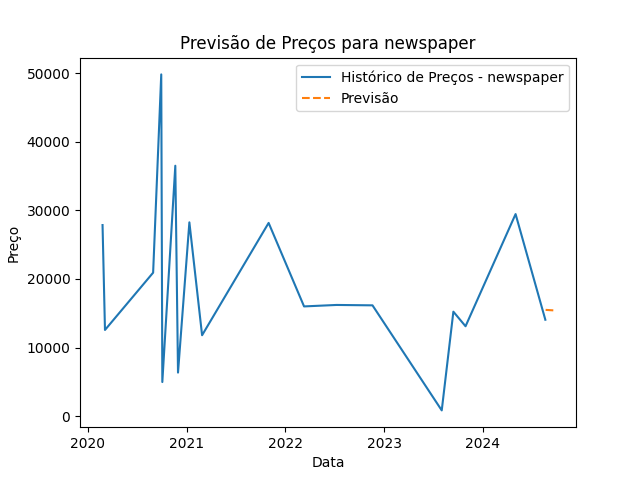 Previsão de Preços para newspaper
Histórico de Preços - newspaper
Previsão
Preço
50000
40000
30000
20000
10000
0
2020
2021
2022
2023
2024
Data